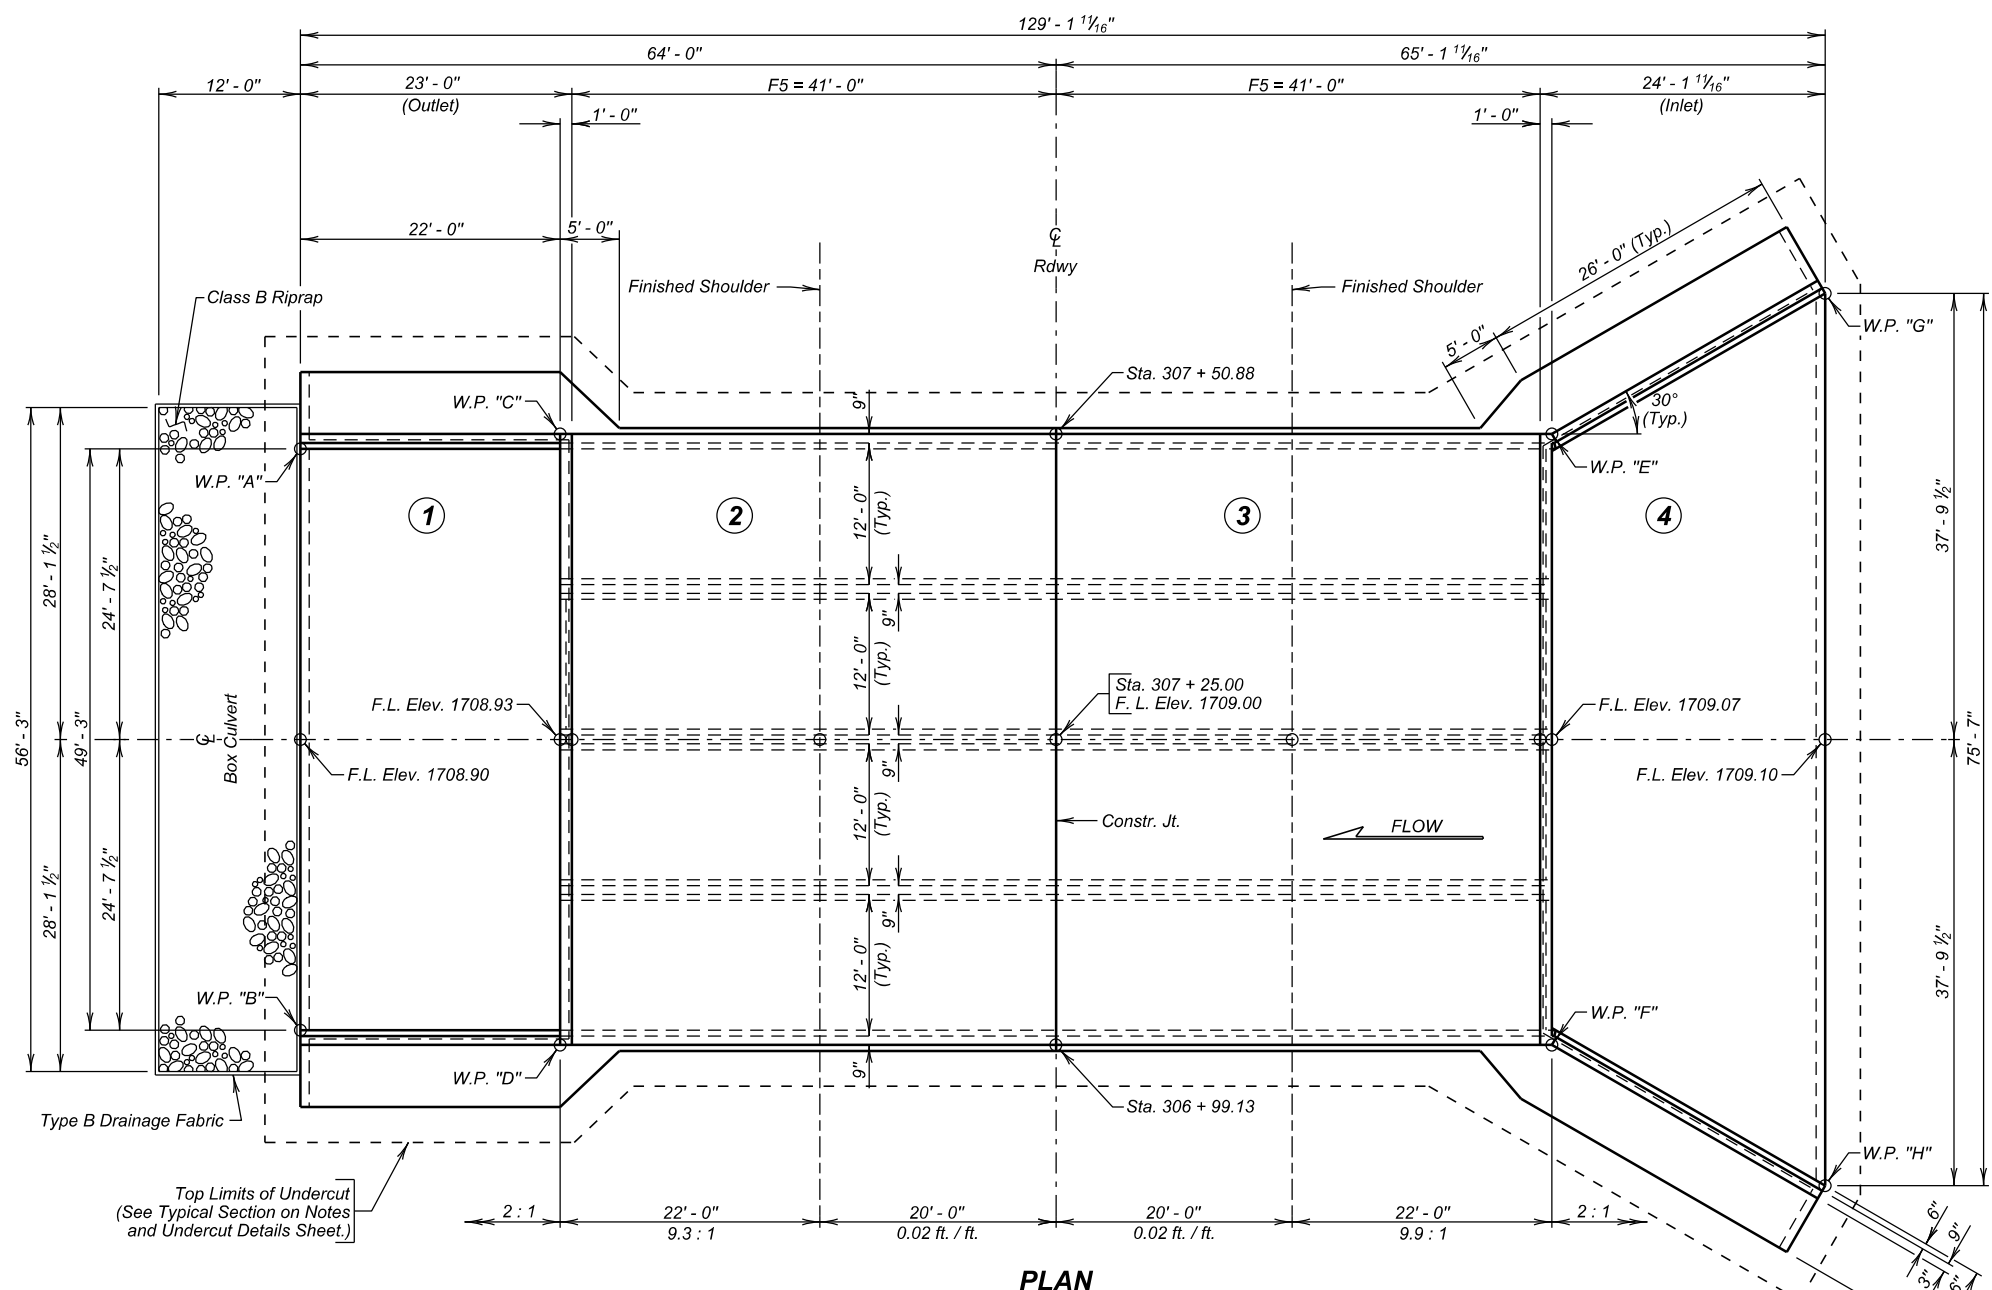 129' - 1 11/16"
64' - 0"
65' - 1 11/16"
12' - 0"
23' - 0"
(Outlet)
F5 = 41' - 0"
F5 = 41' - 0"
24' - 1 11/16"
(Inlet)
1' - 0"
1' - 0"
22' - 0"
5' - 0"
℄
Rdwy
26' - 0" (Typ.)
5' - 0"
Finished Shoulder
Finished Shoulder
Class B Riprap
W.P. "G"
Sta. 307 + 50.88
W.P. "C"
9"
30°
(Typ.)
W.P. "A"
W.P. "E"
1
2
3
4
12' - 0"
(Typ.)
28' - 1 1/2"
24' - 7 1/2"
37' - 9 1/2"
9"
12' - 0"
(Typ.)
F.L. Elev. 1708.93
Sta. 307 + 25.00
F. L. Elev. 1709.00
F.L. Elev. 1709.07
56' - 3"
49' - 3"
℄
Box Culvert
75' - 7"
F.L. Elev. 1708.90
9"
F.L. Elev. 1709.10
12' - 0"
(Typ.)
Constr. Jt.
FLOW
28' - 1 1/2"
24' - 7 1/2"
9"
37' - 9 1/2"
12' - 0"
(Typ.)
W.P. "B"
W.P. "F"
9"
W.P. "D"
Sta. 306 + 99.13
Type B Drainage Fabric
W.P. "H"
Top Limits of Undercut
(See Typical Section on Notes
and Undercut Details Sheet.)
2 : 1
22' - 0"
9.3 : 1
20' - 0"
0.02 ft. / ft.
20' - 0"
0.02 ft. / ft.
22' - 0"
9.9 : 1
2 : 1
6"
9"
3"
6"
PLAN